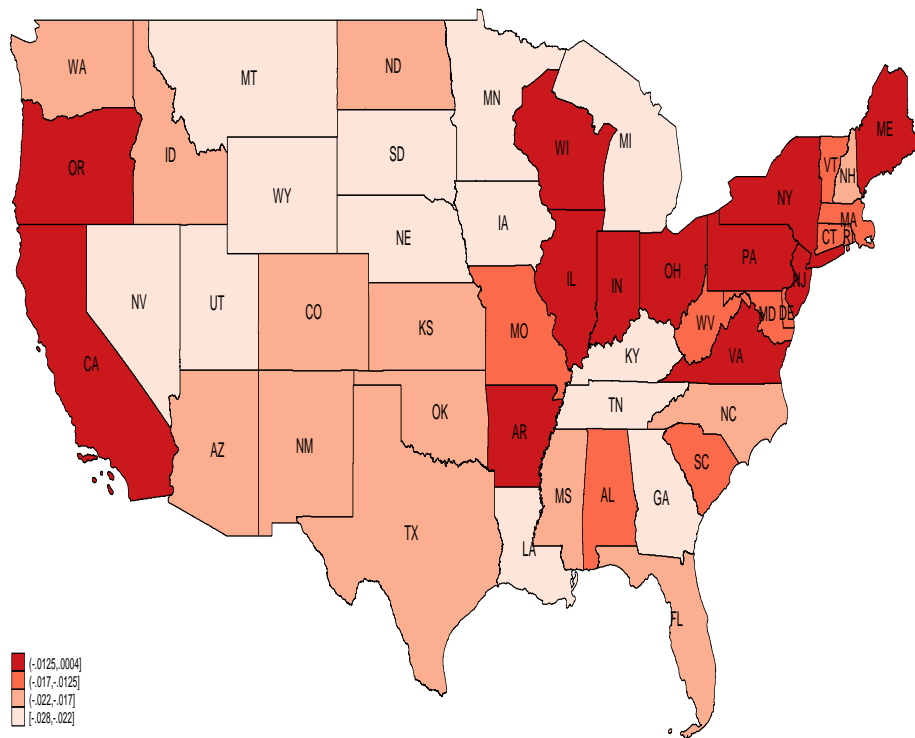 WA
MT
ND
MN
ME
OR
ID
SD
WI
MI
VT
NH
NY
WY
IA
MA
CT RI
NE
PA
NV
UT
CO
IL
IN
OH
NJ
KS
MO
WV
MD DE
CA
KY
VA
TN
NC
AZ
NM
OK
AR
SC
MS
AL
GA
TX
LA
FL
(-.0125,.0004]
(-.017,-.0125]
(-.022,-.017]
[-.028,-.022]